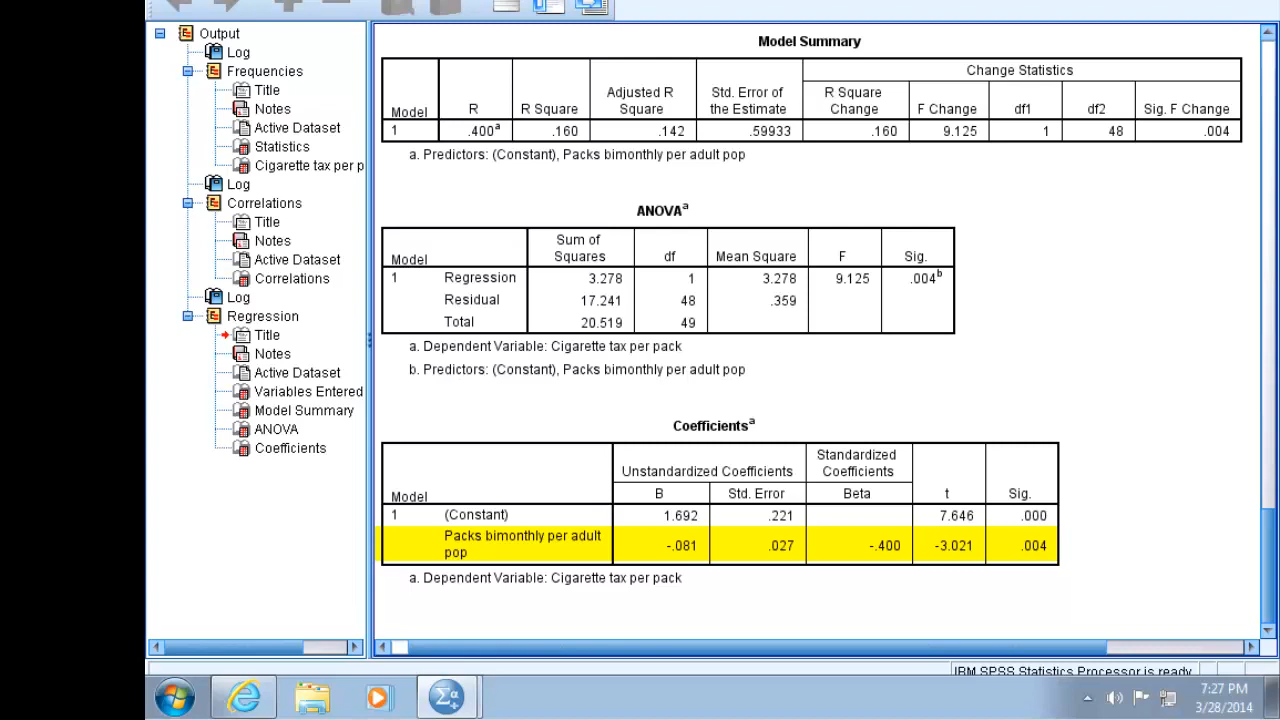 Output
Log
Frequencies
Title
Notes
Active Dataset
Statistics
Cigarette tax per p
Log
Correlations
Title
Notes
Active Dataset
Correlations
Log
Regression
Title
Notes
Active Dataset
Variables Entered
Model Summary
ANOVA
Coefficients
Model Summary
Change Statistics
Adjusted R Std. Error of R Square
Model R R Square Square the Estimate Change F Change df1 df2 Sig. F Change
1 .400a .160 .142 .59933 .160 9.125 1 48 .004
a. Predictors: (Constant), Packs bimonthly per adult pop
ANOVAa
Sum of
Model Squares df Mean Square F Sig.
1 Regression 3.278 1 3.278 9.125 .004b
Residual 17.241 48 .359
Total 20.519 49
a. Dependent Variable: Cigarette tax per pack
b. Predictors: (Constant), Packs bimonthly per adult pop
Coefficientsa
Standardized
Unstandardized Coefficients Coefficients
Model B Std. Error Beta t Sig.
1 (Constant) 1.692 .221 7.646 .000
Packs bimonthly per adult
pop -.081 .027 -.400 -3.021 .004
a. Dependent Variable: Cigarette tax per pack
IBM SPSS Statistics Processor is ready
7:27 PM
3/28/2014